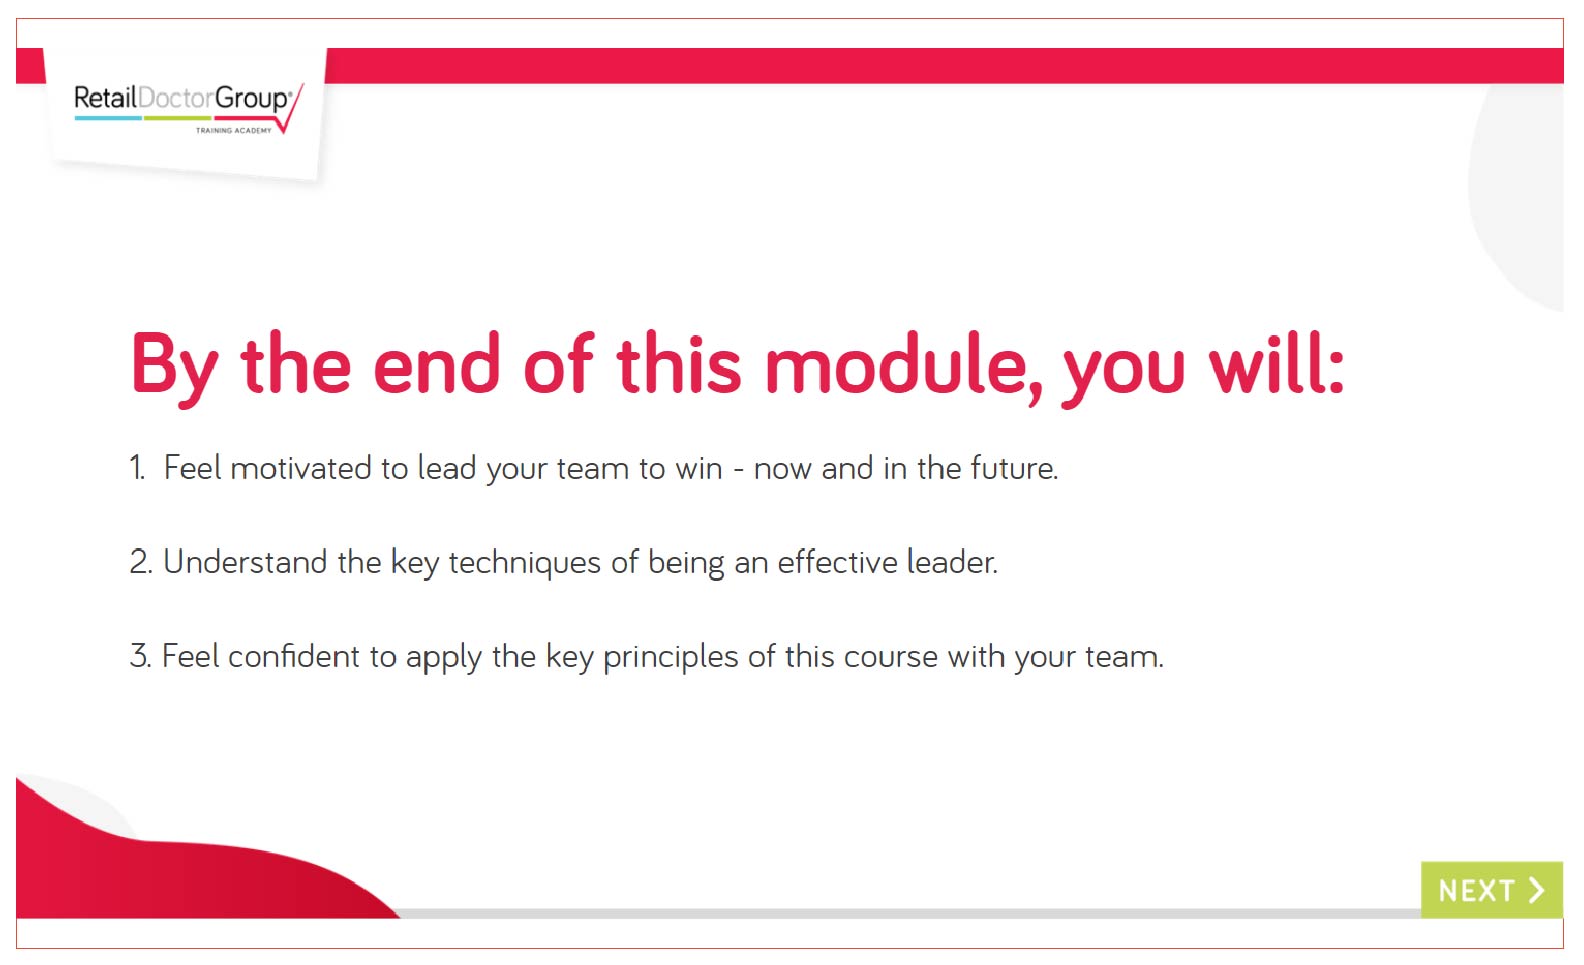 RetailDoctorGroup®
TRAINING ACADEMY
By the end of this module, you will:
1. Feel motivated to lead your team to win - now and in the future.
2. Understand the key techniques of being an effective leader.
3. Feel confident to apply the key principles of this course with your team.
NEXT >